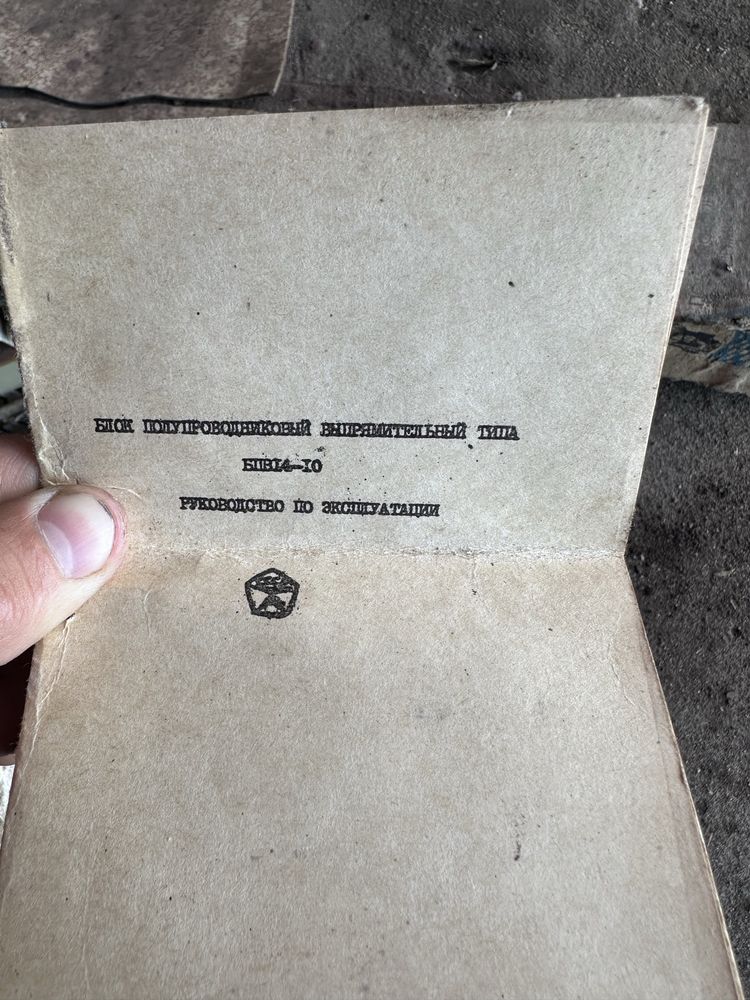 БЛОК ПОЛУПРОВОДНИКОВЫЙ ВЫПРЯМИТЕЛЬНЫЙ ТИПА
БПВ14-10
РУКОВОДСТВО ПО ЭКСПЛУАТАЦИИ